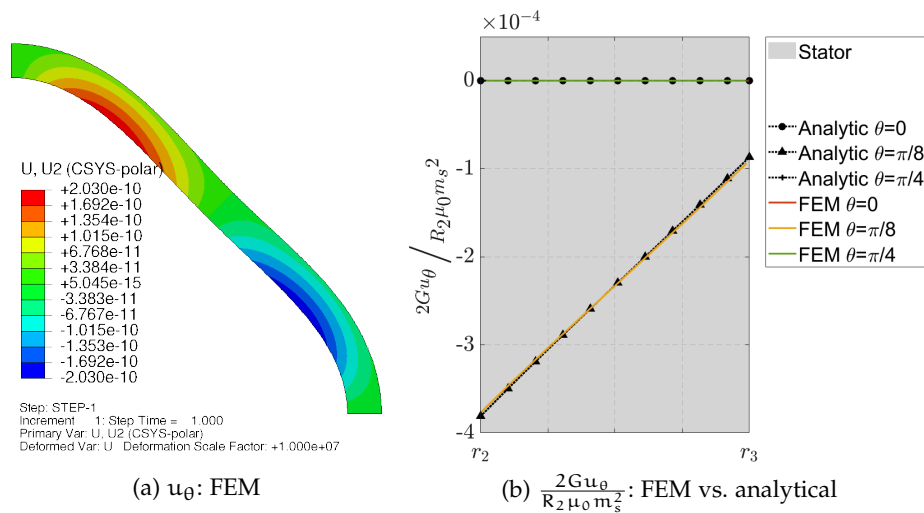 U, U2 (CSYS-polar)
+2.030e-10
+1.692e-10
+1.354e-10
+1.015e-10
+6.768e-11
+3.384e-11
+5.045e-15
-3.383e-11
-6.767e-11
-1.015e-10
-1.353e-10
-1.692e-10
-2.030e-10
Step: STEP-1
Increment 1: Step Time = 1.000
Primary Var: U, U2 (CSYS-polar)
Deformed Var: U Deformation Scale Factor: +1.000e+07
(a) uθ: FEM
×10⁻⁴
0
-1
-2
-3
-4
r₂ r₃
2Guθ / R₂μ₀mₛ²
Stator
Analytic θ=0
Analytic θ=π/8
Analytic θ=π/4
FEM θ=0
FEM θ=π/8
FEM θ=π/4
(b) 2Guθ / R₂μ₀mₛ²: FEM vs. analytical